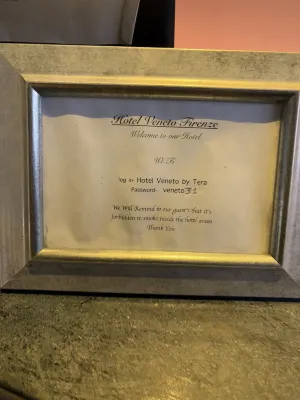 Hotel Veneto Firenze
Welcome to our Hotel
Wi Fi
log in- Hotel Veneto by Tera
Password- veneto31
We Will Remind to our guest's that it's
forbidden to smoke inside the hotel areas
Thank You